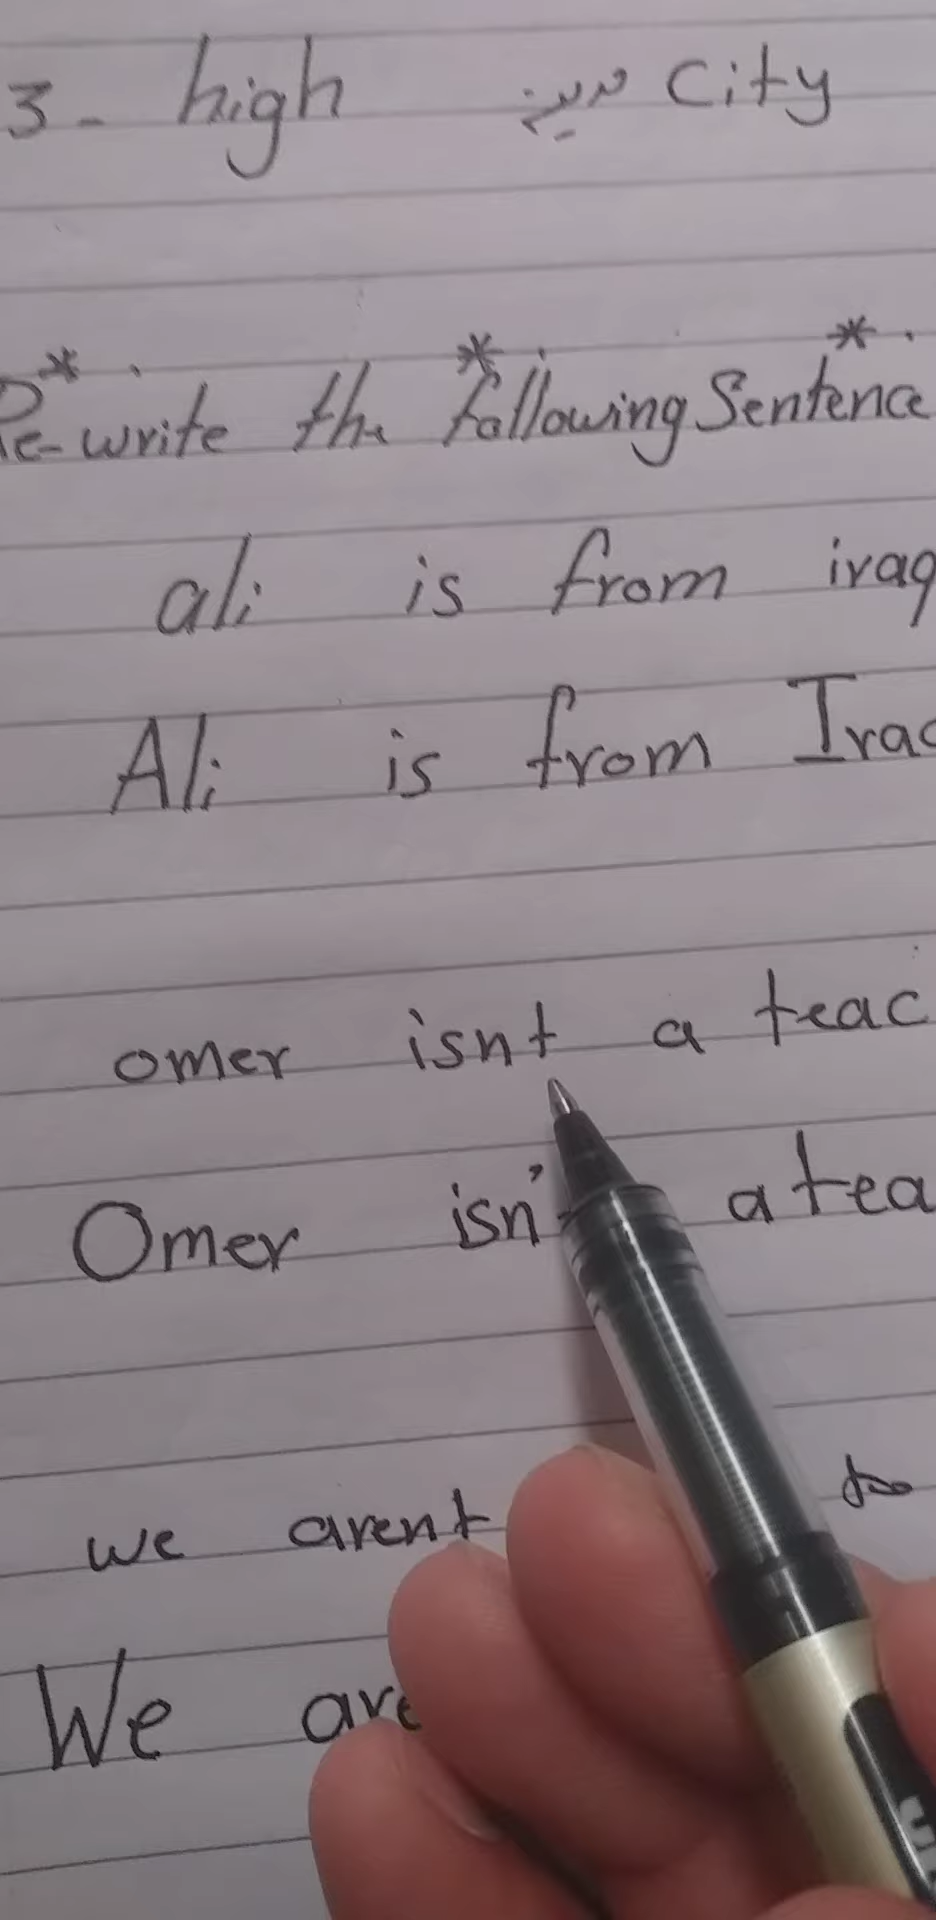 3- high مدينة city
Re-write the following Sentence
ali is from iraq
Ali is from Iraq
omer isnt a teac
Omer isn't a tea
we arent
We are